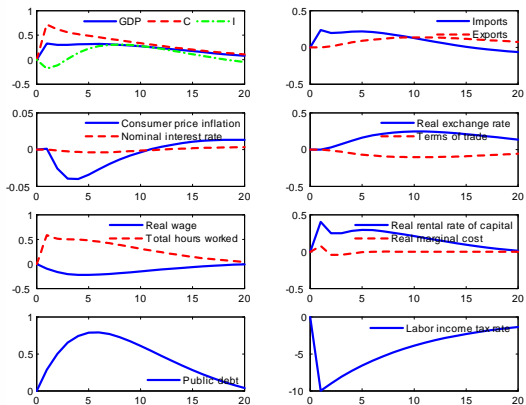 GDP C I
1
0.5
0
-0.5
0 5 10 15 20
Imports
Exports
0.5
0
-0.5
0 5 10 15 20
Consumer price inflation
Nominal interest rate
0.05
0
-0.05
0 5 10 15 20
Real exchange rate
Terms of trade
0.5
0
-0.5
0 5 10 15 20
Real wage
Total hours worked
1
0.5
0
-0.5
0 5 10 15 20
Real rental rate of capital
Real marginal cost
0.5
0
-0.5
0 5 10 15 20
1
0.5
0
Public debt
0 5 10 15 20
Labor income tax rate
0
-5
-10
0 5 10 15 20